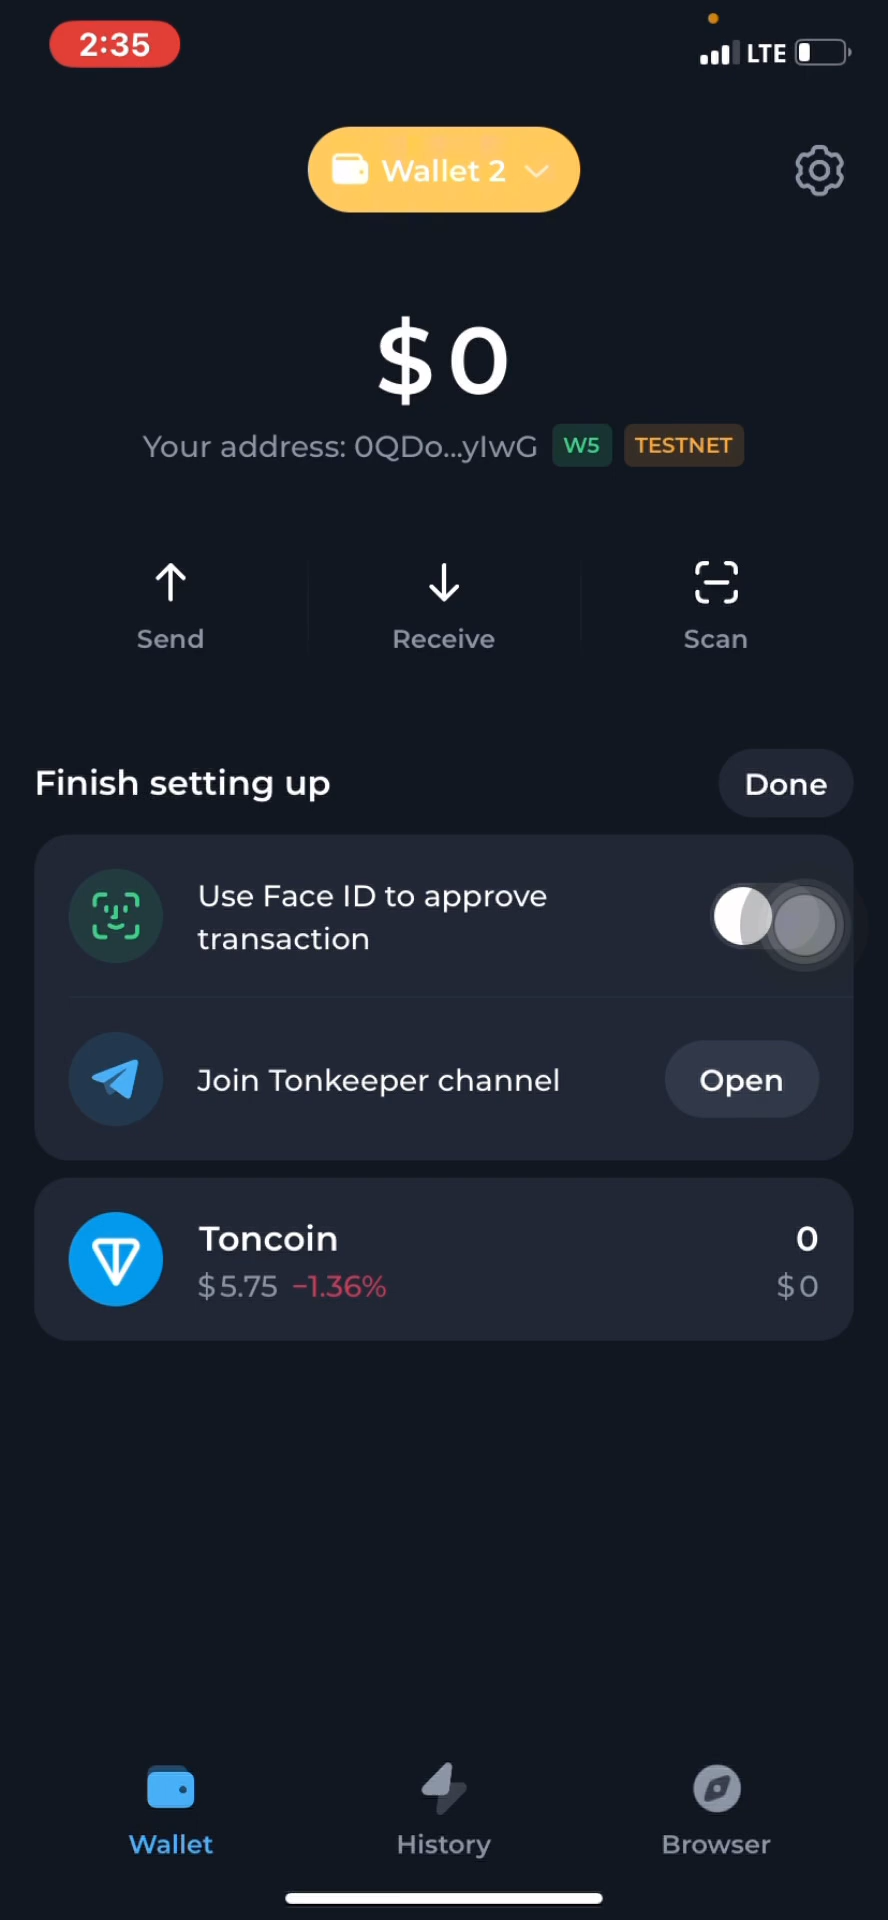 2:35
LTE
Wallet 2
$0
Your address: 0QDo...yIwG W5 TESTNET
Send
Receive
Scan
Finish setting up
Done
Use Face ID to approve
transaction
Join Tonkeeper channel
Open
Toncoin
0
$5.75 −1.36%
$0
Wallet
History
Browser